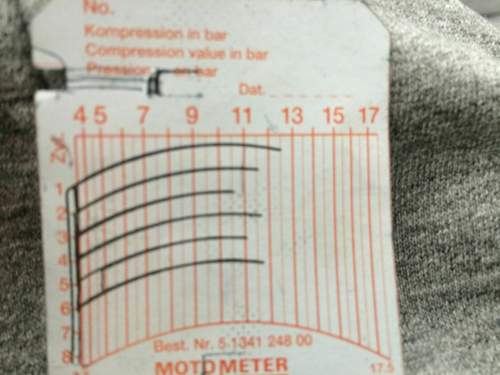 No.
Kompression in bar
Compression value in bar
Pression en bar
Dat.
4 5 7 9 11 13 15 17
Zyl.
1
2
3
4
5
6
7
8
Best. Nr. 5-1341 248 00
MOTOMETER
17.5